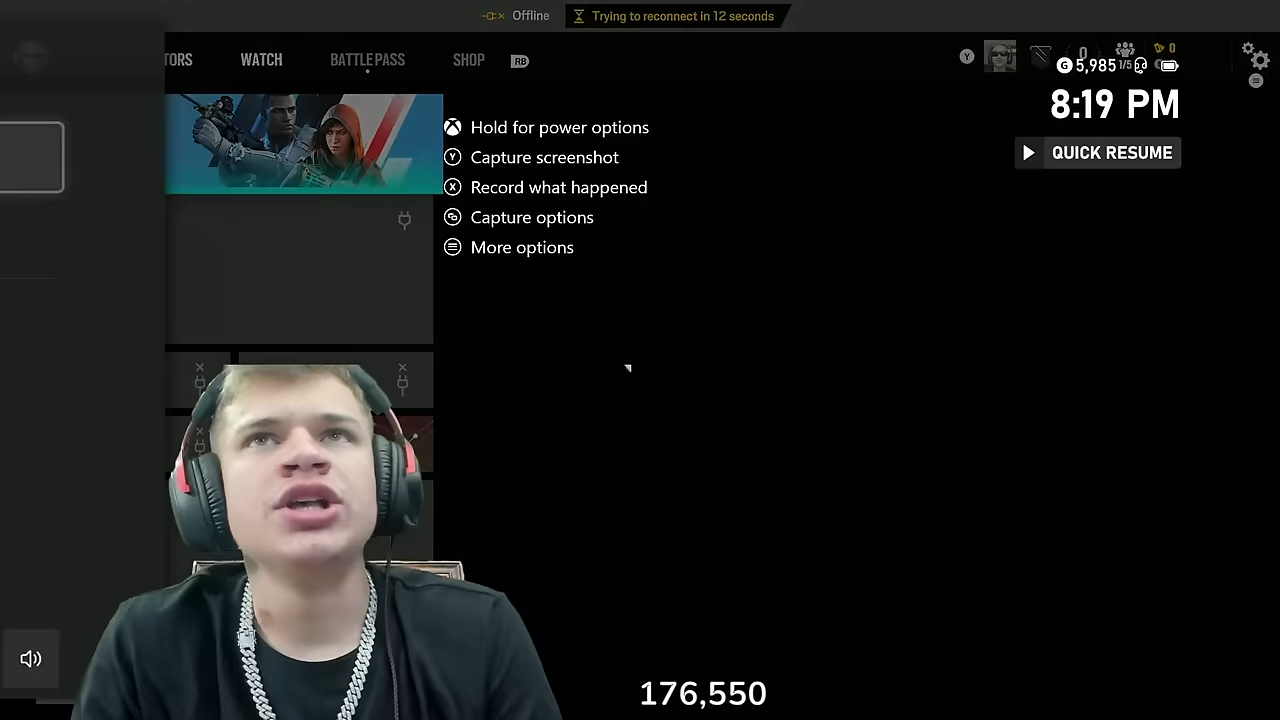 Offline
Trying to reconnect in 12 seconds
TORS
WATCH
BATTLE PASS
SHOP
RB
Y
0
0
G 5,985
1/5
8:19 PM
QUICK RESUME
Hold for power options
Y Capture screenshot
X Record what happened
Capture options
More options
176,550